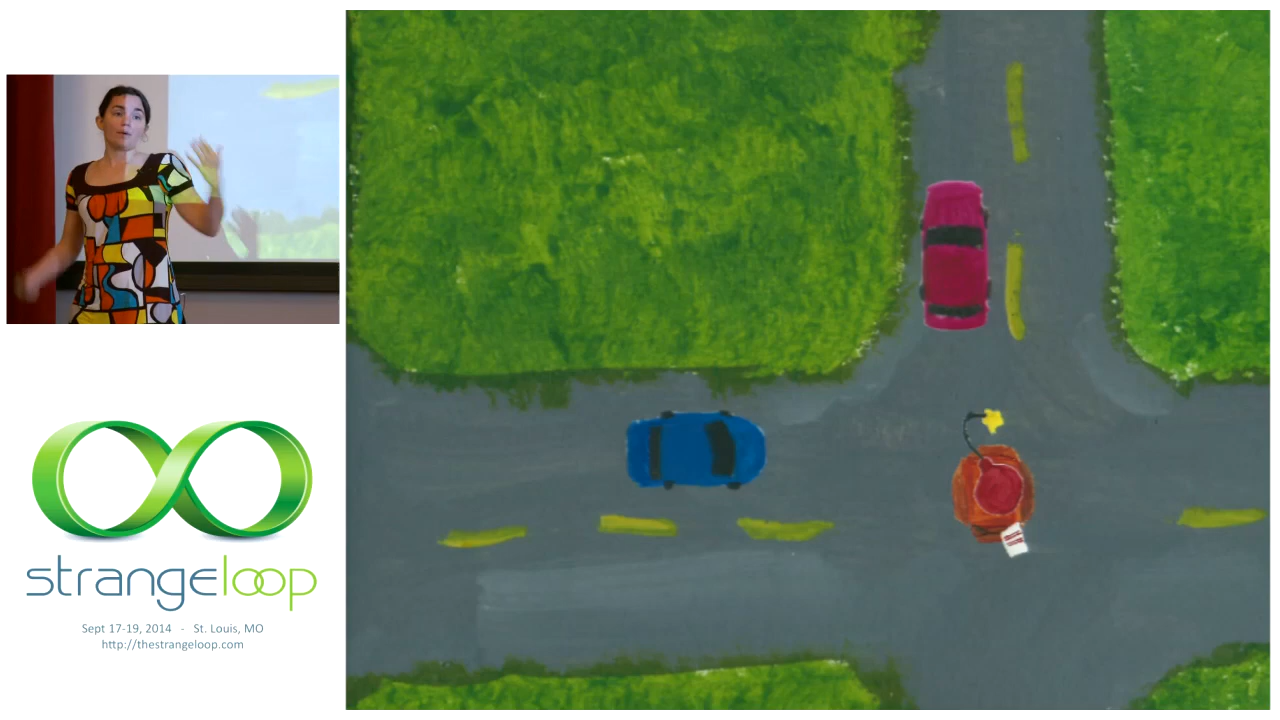 strangeloop
Sept 17-19, 2014 - St. Louis, MO
http://thestrangeloop.com